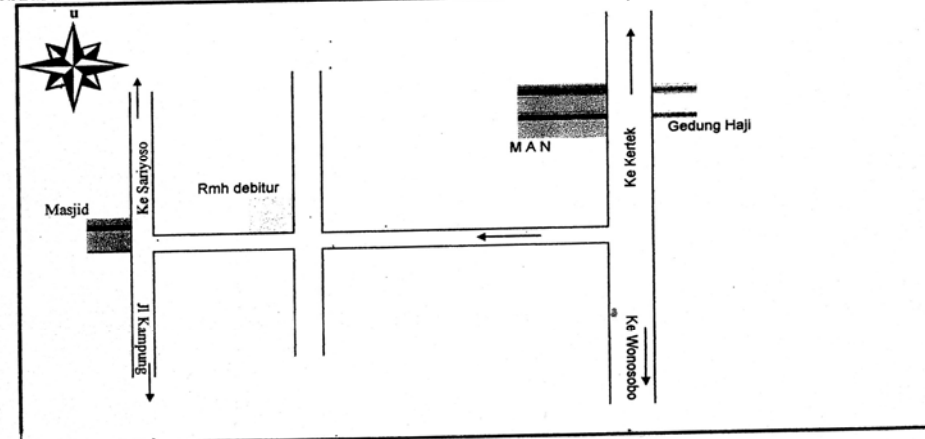 u
Ke Sariyoso
Masjid
Rmh debitur
M A N
Ke Kertek
Gedung Haji
Jl Kampung
Ke Wonosobo